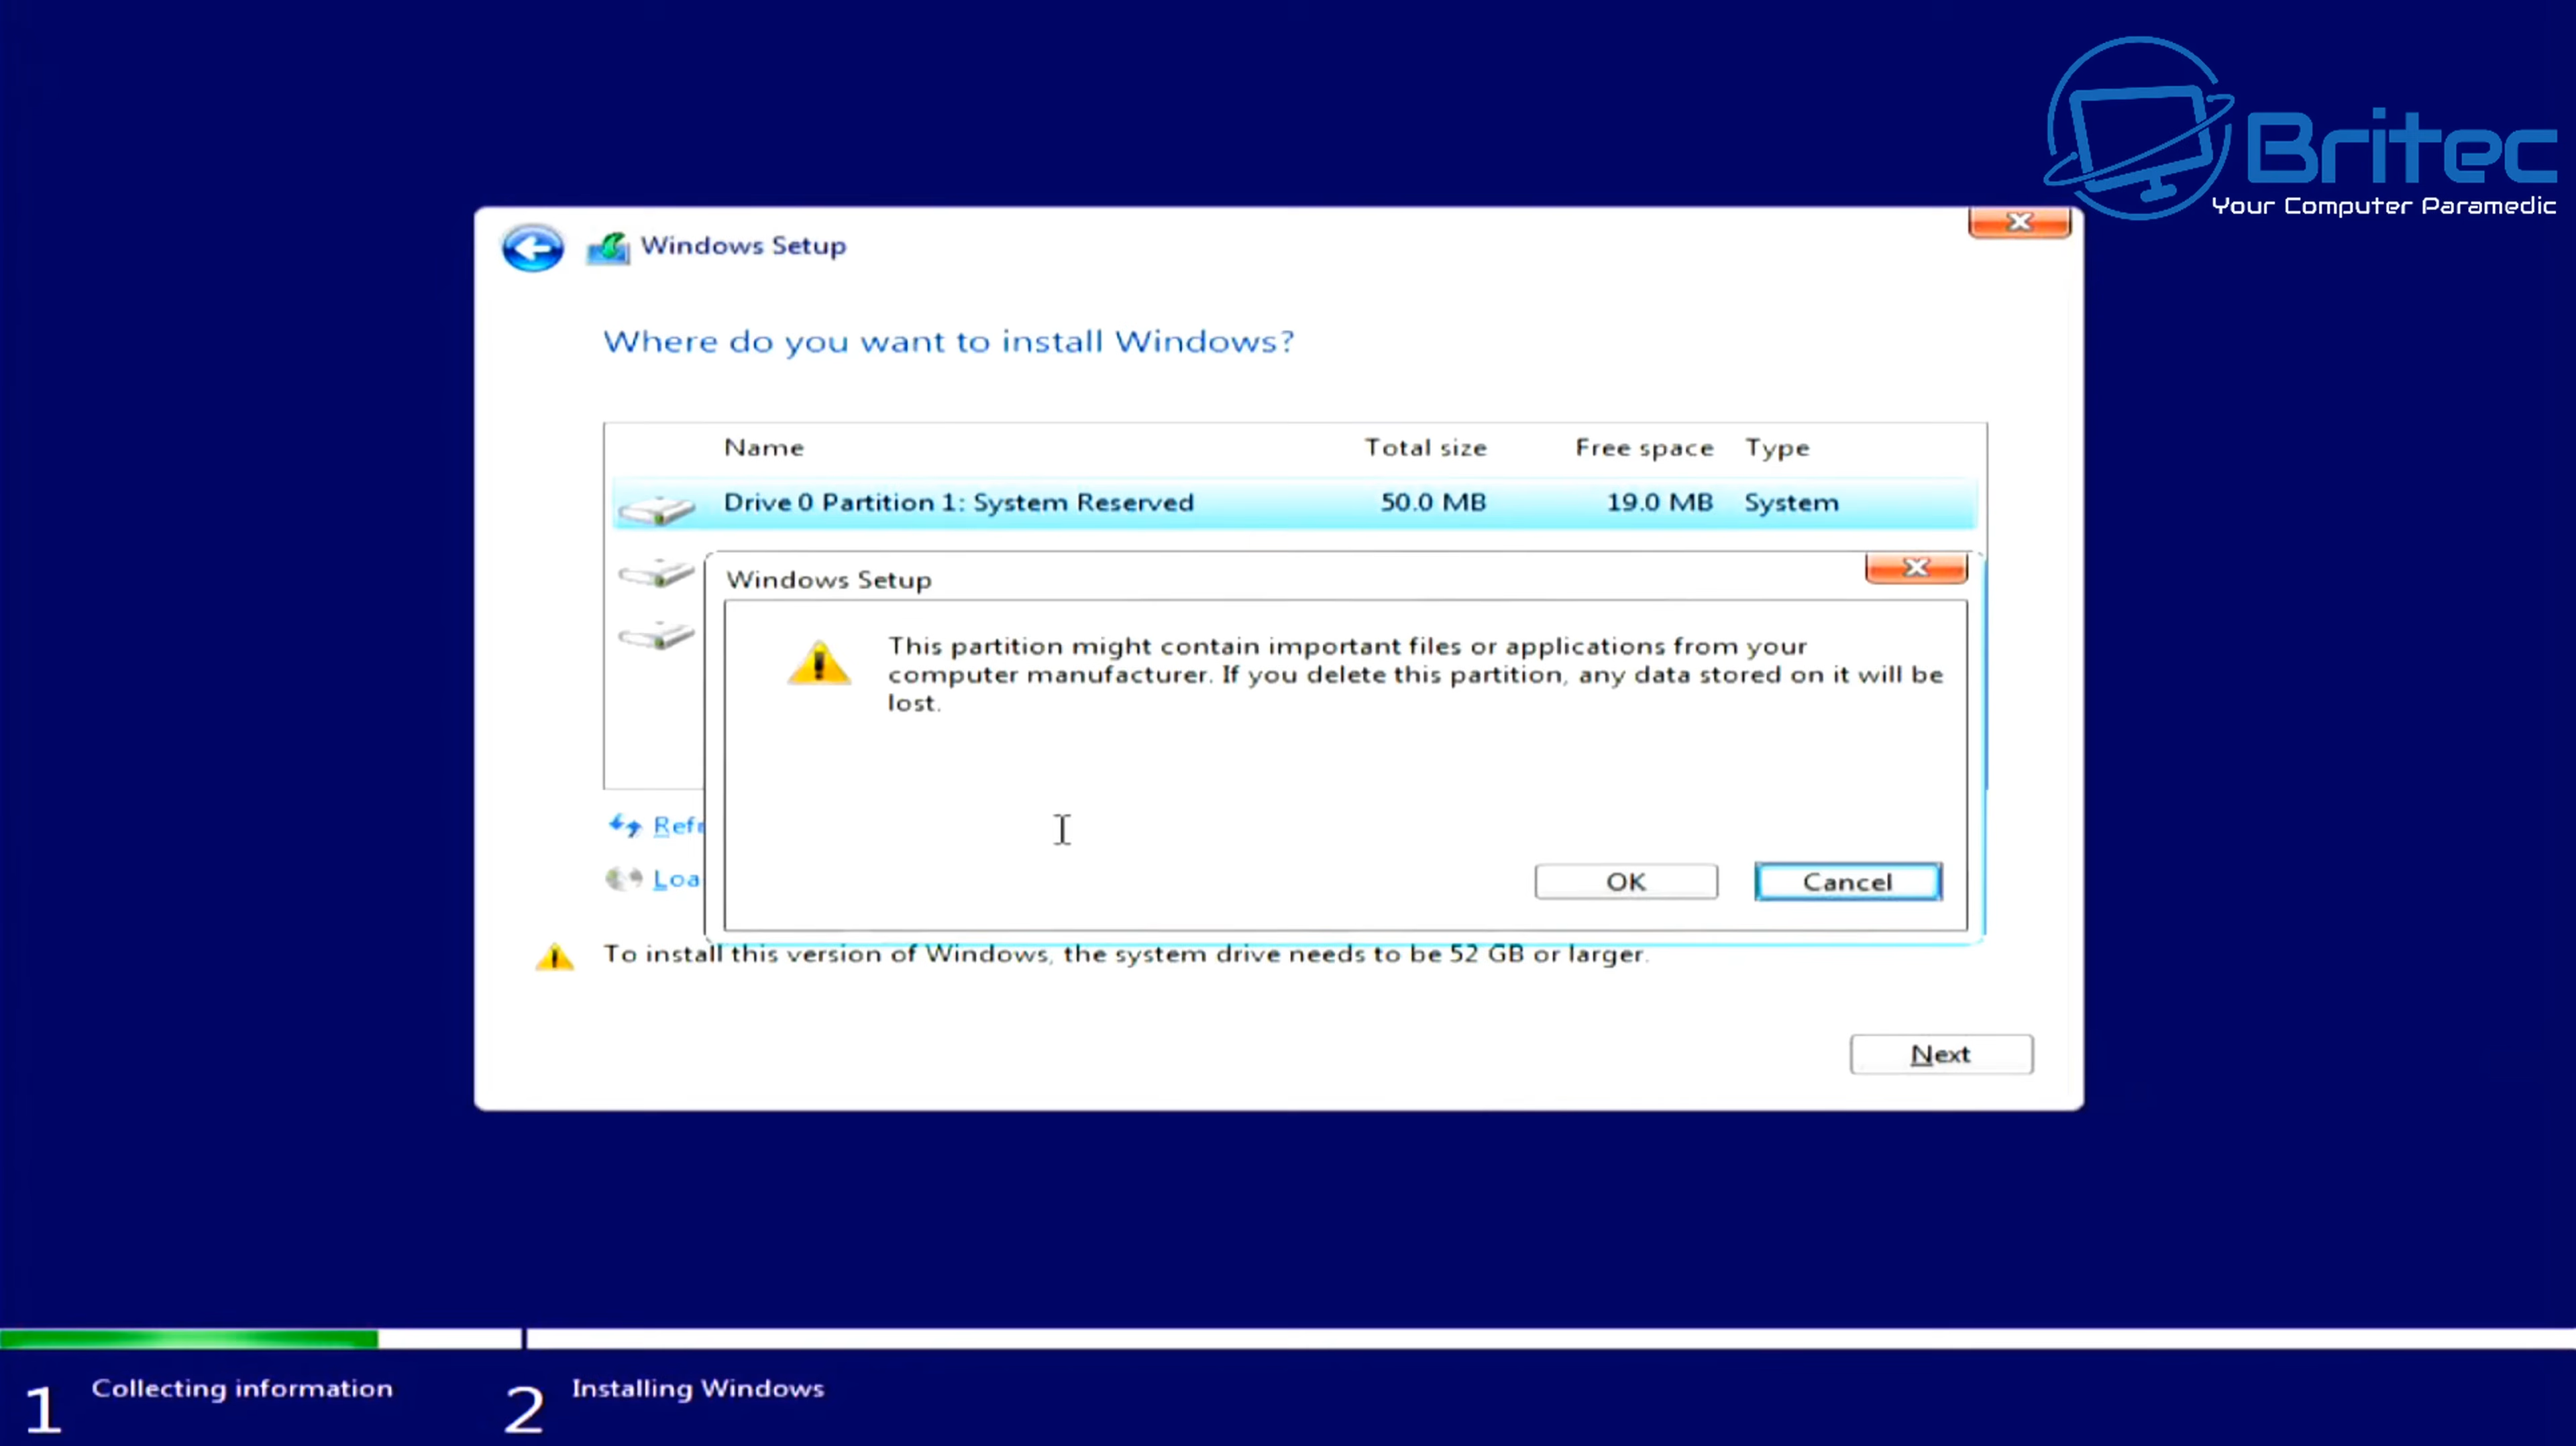 Britec
Your Computer Paramedic
Windows Setup
Where do you want to install Windows?
Name Total size Free space Type
Drive 0 Partition 1: System Reserved 50.0 MB 19.0 MB System
Windows Setup
This partition might contain important files or applications from your
computer manufacturer. If you delete this partition, any data stored on it will be
lost.
Refr
Loa
OK Cancel
To install this version of Windows, the system drive needs to be 52 GB or larger.
Next
1 Collecting information 2 Installing Windows